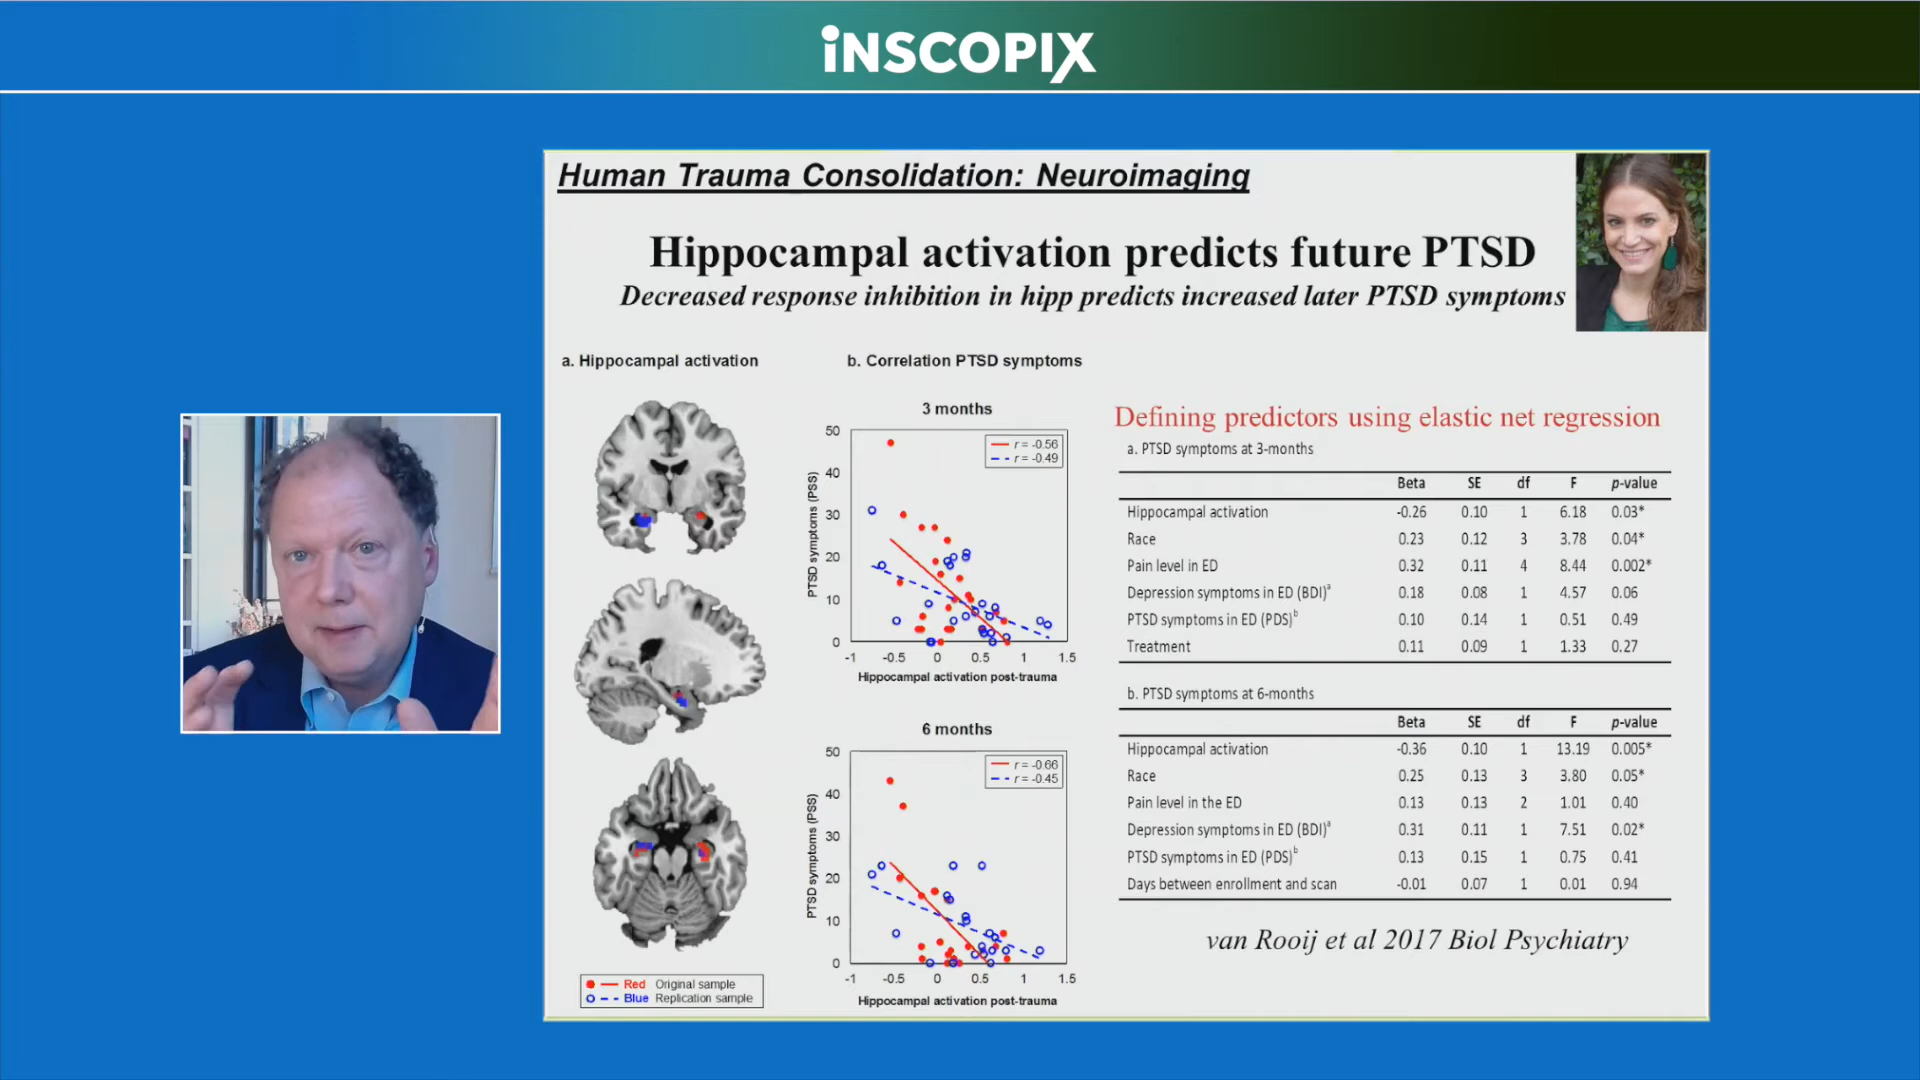 iNSCOPIX
Human Trauma Consolidation: Neuroimaging
Hippocampal activation predicts future PTSD
Decreased response inhibition in hipp predicts increased later PTSD symptoms
a. Hippocampal activation
b. Correlation PTSD symptoms
3 months
50
40
30
20
10
0
-1 -0.5 0 0.5 1 1.5
PTSD symptoms (PSS)
r = -0.56
r = -0.49
Hippocampal activation post-trauma
6 months
50
40
30
20
10
0
-1 -0.5 0 0.5 1 1.5
PTSD symptoms (PSS)
r = -0.66
r = -0.45
Hippocampal activation post-trauma
Red Original sample
Blue Replication sample
Defining predictors using elastic net regression
a. PTSD symptoms at 3-months
Beta SE df F p-value
Hippocampal activation -0.26 0.10 1 6.18 0.03*
Race 0.23 0.12 3 3.78 0.04*
Pain level in ED 0.32 0.11 4 8.44 0.002*
Depression symptoms in ED (BDI)a 0.18 0.08 1 4.57 0.06
PTSD symptoms in ED (PDS)b 0.10 0.14 1 0.51 0.49
Treatment 0.11 0.09 1 1.33 0.27
b. PTSD symptoms at 6-months
Beta SE df F p-value
Hippocampal activation -0.36 0.10 1 13.19 0.005*
Race 0.25 0.13 3 3.80 0.05*
Pain level in the ED 0.13 0.13 2 1.01 0.40
Depression symptoms in ED (BDI)a 0.31 0.11 1 7.51 0.02*
PTSD symptoms in ED (PDS)b 0.13 0.15 1 0.75 0.41
Days between enrollment and scan -0.01 0.07 1 0.01 0.94
van Rooij et al 2017 Biol Psychiatry